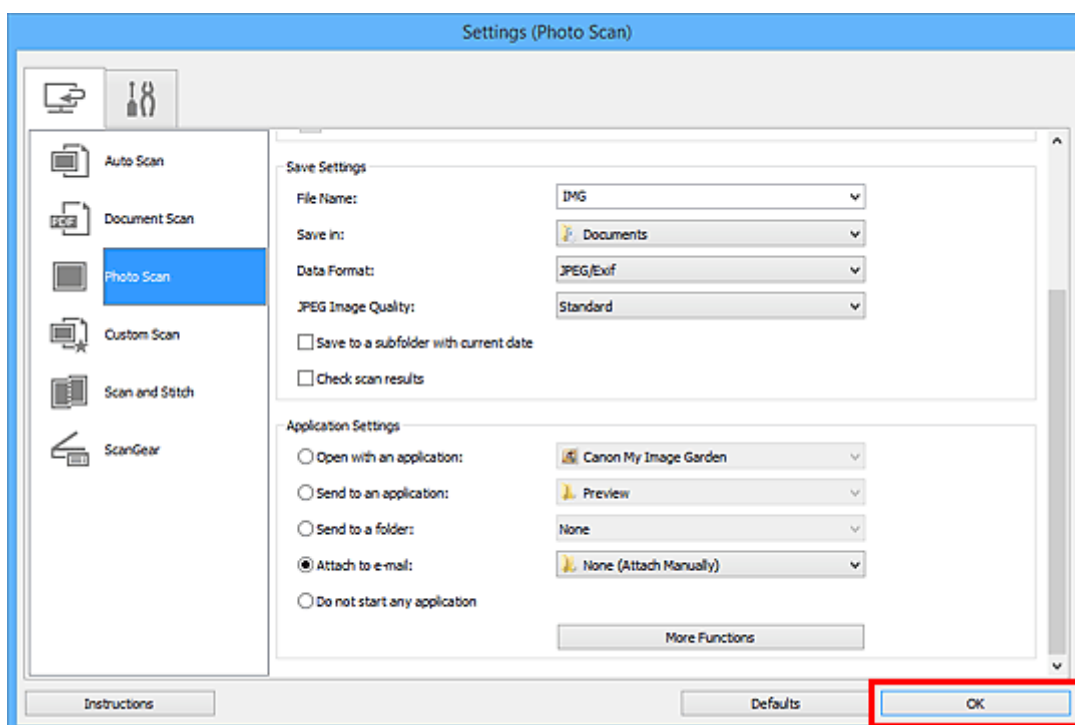 Settings (Photo Scan)
Auto Scan
Document Scan
Photo Scan
Custom Scan
Scan and Stitch
ScanGear
Save Settings
File Name: IMG
Save in: Documents
Data Format: JPEG/Exif
JPEG Image Quality: Standard
Save to a subfolder with current date
Check scan results
Application Settings
Open with an application: Canon My Image Garden
Send to an application: Preview
Send to a folder: None
Attach to e-mail: None (Attach Manually)
Do not start any application
More Functions
Instructions Defaults OK